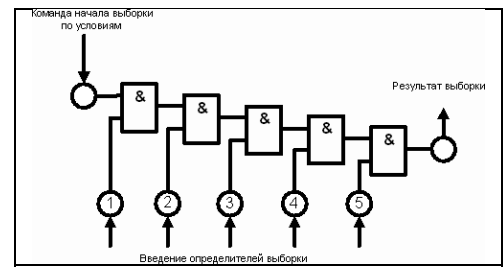 Команда начала выборки
по условиям
&
&
&
&
&
Результат выборки
1
2
3
4
5
Введение определителей выборки